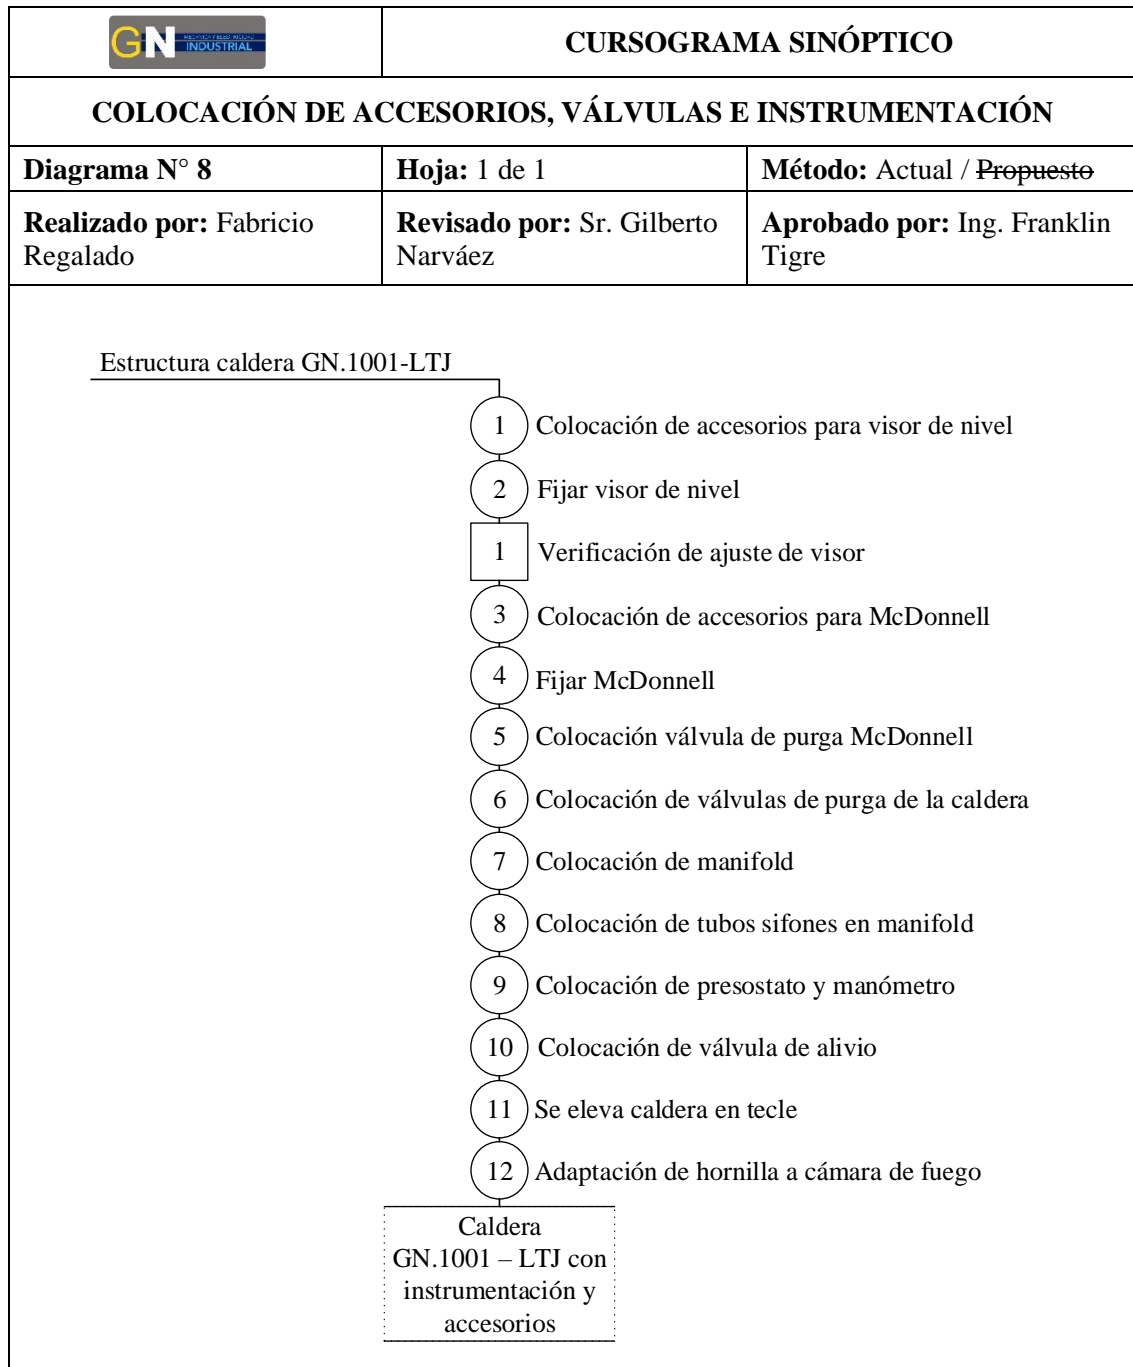 GN INDUSTRIAL
CURSOGRAMA SINÓPTICO
COLOCACIÓN DE ACCESORIOS, VÁLVULAS E INSTRUMENTACIÓN
Diagrama N° 8
Hoja: 1 de 1
Método: Actual / Propuesto
Realizado por: Fabricio
Regalado
Revisado por: Sr. Gilberto
Narváez
Aprobado por: Ing. Franklin
Tigre
Estructura caldera GN.1001-LTJ
1 Colocación de accesorios para visor de nivel
2 Fijar visor de nivel
1 Verificación de ajuste de visor
3 Colocación de accesorios para McDonnell
4 Fijar McDonnell
5 Colocación válvula de purga McDonnell
6 Colocación de válvulas de purga de la caldera
7 Colocación de manifold
8 Colocación de tubos sifones en manifold
9 Colocación de presostato y manómetro
10 Colocación de válvula de alivio
11 Se eleva caldera en tecle
12 Adaptación de hornilla a cámara de fuego
Caldera
GN.1001 – LTJ con
instrumentación y
accesorios